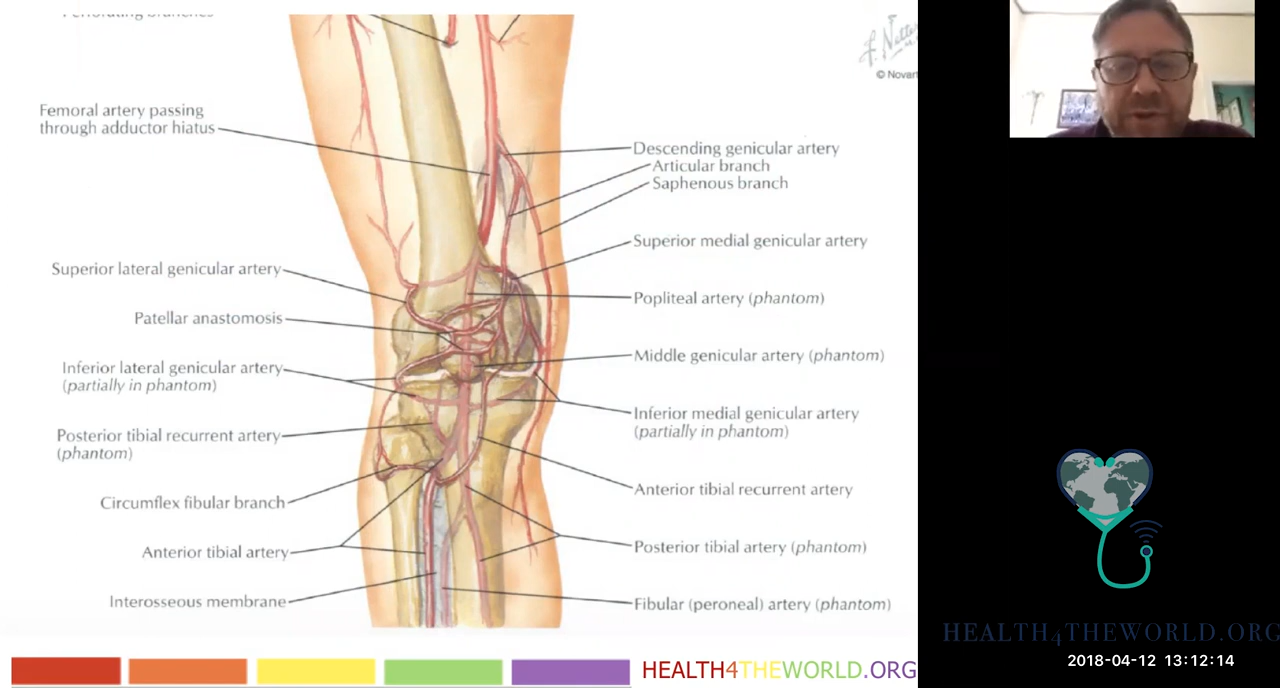 Perforating branches
F. Netter
© Novart
Femoral artery passing
through adductor hiatus
Superior lateral genicular artery
Patellar anastomosis
Inferior lateral genicular artery
(partially in phantom)
Posterior tibial recurrent artery
(phantom)
Circumflex fibular branch
Anterior tibial artery
Interosseous membrane
Descending genicular artery
Articular branch
Saphenous branch
Superior medial genicular artery
Popliteal artery (phantom)
Middle genicular artery (phantom)
Inferior medial genicular artery
(partially in phantom)
Anterior tibial recurrent artery
Posterior tibial artery (phantom)
Fibular (peroneal) artery (phantom)
HEALTH4THEWORLD.ORG
HEALTH4THEWORLD.ORG
2018-04-12 13:12:14